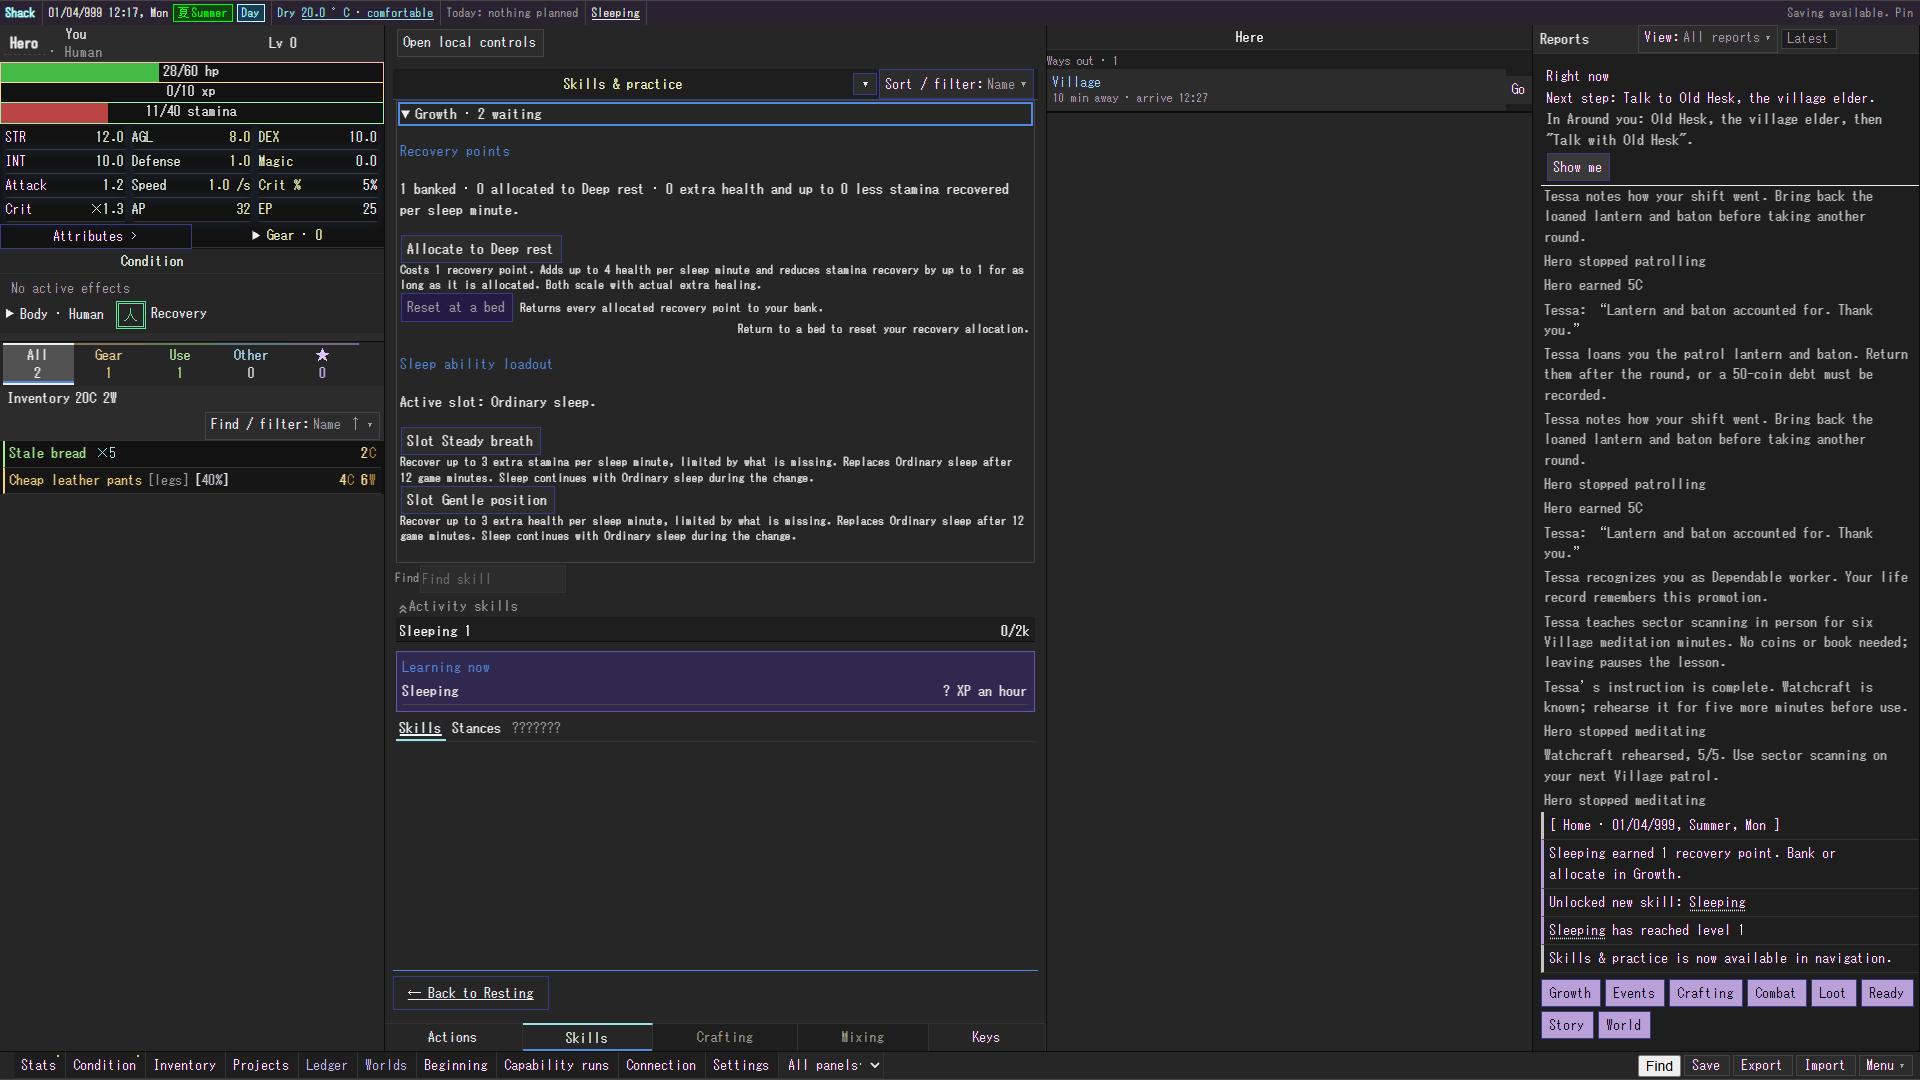 Shack 01/04/999 12:17, Mon 夏Summer Day Dry 20.0 °C · comfortable Today: nothing planned Sleeping Saving available. Pin
Hero · You Human Lv 0
28/60 hp
0/10 xp
11/40 stamina
STR 12.0 AGL 8.0 DEX 10.0
INT 10.0 Defense 1.0 Magic 0.0
Attack 1.2 Speed 1.0 /s Crit % 5%
Crit ×1.3 AP 32 EP 25
Attributes >
▶ Gear · 0
Condition
No active effects
▶ Body · Human 人 Recovery
All 2
Gear 1
Use 1
Other 0
★ 0
Inventory 20C 2W
Find / filter: Name ↑ ▾
Stale bread ×5 2C
Cheap leather pants [legs] [40%] 4C 6W
Open local controls
Skills & practice
▾ Sort / filter: Name ▾
▼ Growth · 2 waiting
Recovery points
1 banked · 0 allocated to Deep rest · 0 extra health and up to 0 less stamina recovered
per sleep minute.
Allocate to Deep rest
Costs 1 recovery point. Adds up to 4 health per sleep minute and reduces stamina recovery by up to 1 for as
long as it is allocated. Both scale with actual extra healing.
Reset at a bed Returns every allocated recovery point to your bank.
Return to a bed to reset your recovery allocation.
Sleep ability loadout
Active slot: Ordinary sleep.
Slot Steady breath
Recover up to 3 extra stamina per sleep minute, limited by what is missing. Replaces Ordinary sleep after
12 game minutes. Sleep continues with Ordinary sleep during the change.
Slot Gentle position
Recover up to 3 extra health per sleep minute, limited by what is missing. Replaces Ordinary sleep after 12
game minutes. Sleep continues with Ordinary sleep during the change.
Find Find skill
Activity skills
Sleeping 1 0/2k
Learning now
Sleeping ? XP an hour
Skills Stances ???????
← Back to Resting
Actions Skills Crafting Mixing Keys
Here
Ways out · 1
Village
10 min away · arrive 12:27
Go
Reports View: All reports ▾ Latest
Right now
Next step: Talk to Old Hesk, the village elder.
In Around you: Old Hesk, the village elder, then
"Talk with Old Hesk".
Show me
Tessa notes how your shift went. Bring back the
loaned lantern and baton before taking another
round.
Hero stopped patrolling
Hero earned 5C
Tessa: “Lantern and baton accounted for. Thank
you.”
Tessa loans you the patrol lantern and baton. Return
them after the round, or a 50-coin debt must be
recorded.
Tessa notes how your shift went. Bring back the
loaned lantern and baton before taking another
round.
Hero stopped patrolling
Hero earned 5C
Tessa: “Lantern and baton accounted for. Thank
you.”
Tessa recognizes you as Dependable worker. Your life
record remembers this promotion.
Tessa teaches sector scanning in person for six
Village meditation minutes. No coins or book needed;
leaving pauses the lesson.
Tessa’s instruction is complete. Watchcraft is
known; rehearse it for five more minutes before use.
Hero stopped meditating
Watchcraft rehearsed, 5/5. Use sector scanning on
your next Village patrol.
Hero stopped meditating
[ Home · 01/04/999, Summer, Mon ]
Sleeping earned 1 recovery point. Bank or
allocate in Growth.
Unlocked new skill: Sleeping
Sleeping has reached level 1
Skills & practice is now available in navigation.
Growth Events Crafting Combat Loot Ready
Story World
Stats Condition Inventory Projects Ledger Worlds Beginning Capability runs Connection Settings All panels
Find Save Export Import Menu ▾